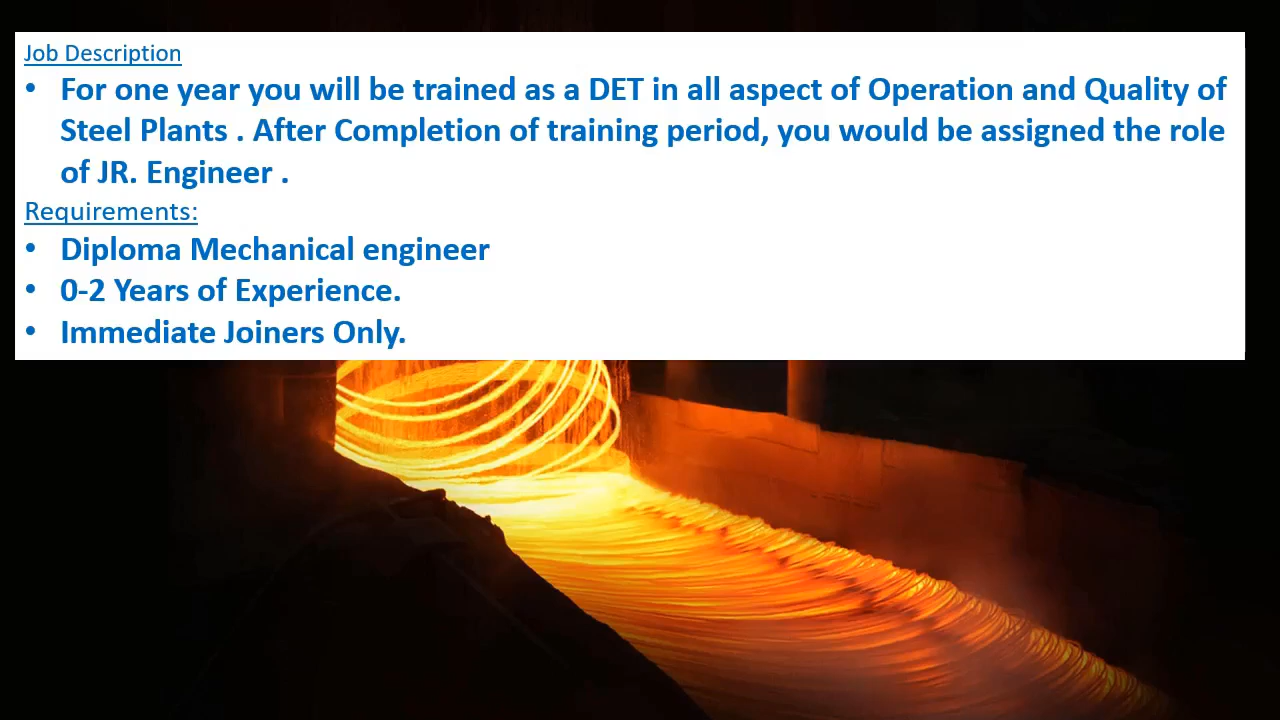 Job Description
• For one year you will be trained as a DET in all aspect of Operation and Quality of
Steel Plants . After Completion of training period, you would be assigned the role
of JR. Engineer .
Requirements:
• Diploma Mechanical engineer
• 0-2 Years of Experience.
• Immediate Joiners Only.